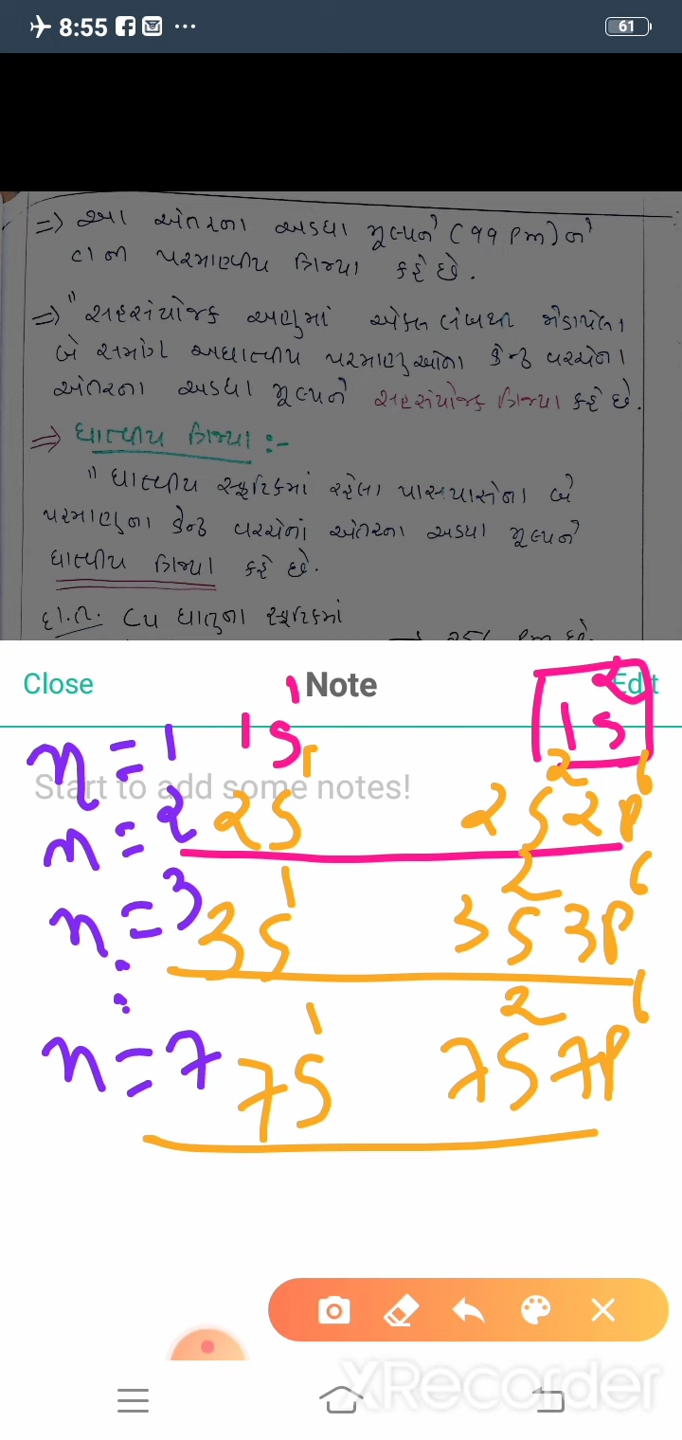 8:55 ...
61
=> આ અંતરના અડધા મૂલ્યને (99 pm) ને
Cl ની પરમાણ્વીય ત્રિજ્યા કહે છે.
=> "સહસંયોજક અણુમાં એકલ બંધથી જોડાયેલા
બે સમાન અધાત્વીય પરમાણુઓના કેન્દ્ર વચ્ચેના
અંતરના અડધા મૂલ્યને સહસંયોજક ત્રિજ્યા કહે છે.
=> ધાત્વીય ત્રિજ્યા :-
" ધાત્વીય સ્ફટિકમાં રહેલા પાસપાસેના બે
પરમાણુના કેન્દ્ર વચ્ચેનાં અંતરના અડધા મૂલ્યને
ધાત્વીય ત્રિજ્યા કહે છે.
દા.ત. Cu ધાતુના સ્ફટિકમાં
256 pm છે.
Close Note Edit
Start to add some notes!
n=1 1s¹ 1s²
n=2 2s¹ 2s²2p⁶
n=3 3s¹ 3s²3p⁶
:
n=7 7s¹ 7s²7p⁶
XRecorder